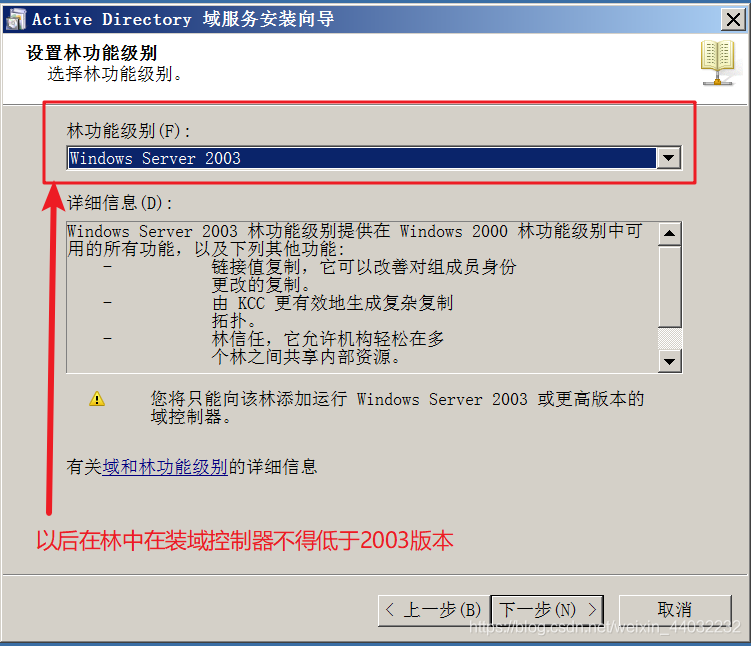 Active Directory 域服务安装向导
设置林功能级别
选择林功能级别。
林功能级别(F):
Windows Server 2003
详细信息(D):
Windows Server 2003 林功能级别提供在 Windows 2000 林功能级别中可
用的所有功能，以及下列其他功能:
- 链接值复制，它可以改善对组成员身份
更改的复制。
- 由 KCC 更有效地生成复杂复制
拓扑。
- 林信任，它允许机构轻松在多
个林之间共享内部资源。
您将只能向该林添加运行 Windows Server 2003 或更高版本的
域控制器。
有关域和林功能级别的详细信息
以后在林中在装域控制器不得低于2003版本
< 上一步(B) 下一步(N) > 取消
https://blog.csdn.net/weixin_44032232